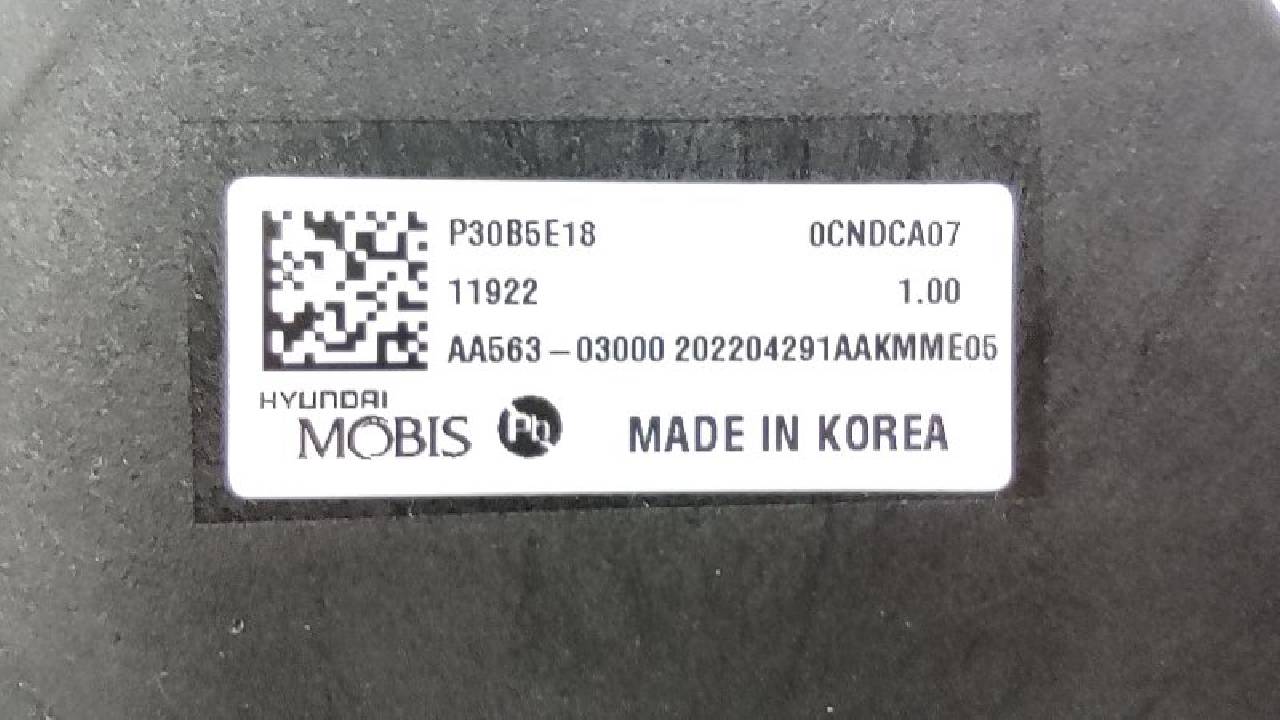 P30B5E18 0CNDCA07
11922 1.00
AA563-03000 202204291AAKMME05
HYUNDAI
MOBIS Pb MADE IN KOREA